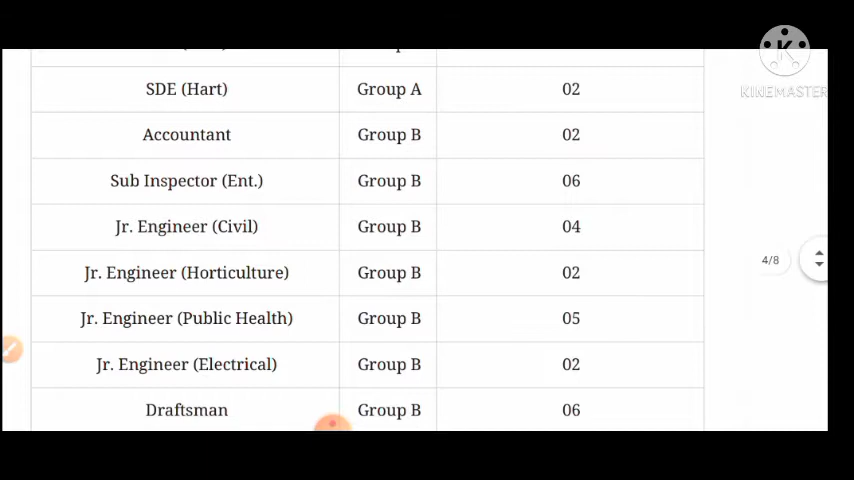 SDE (Hart) Group A 02
Accountant Group B 02
Sub Inspector (Ent.) Group B 06
Jr. Engineer (Civil) Group B 04
Jr. Engineer (Horticulture) Group B 02
Jr. Engineer (Public Health) Group B 05
Jr. Engineer (Electrical) Group B 02
Draftsman Group B 06
4/8
K
KINEMASTER